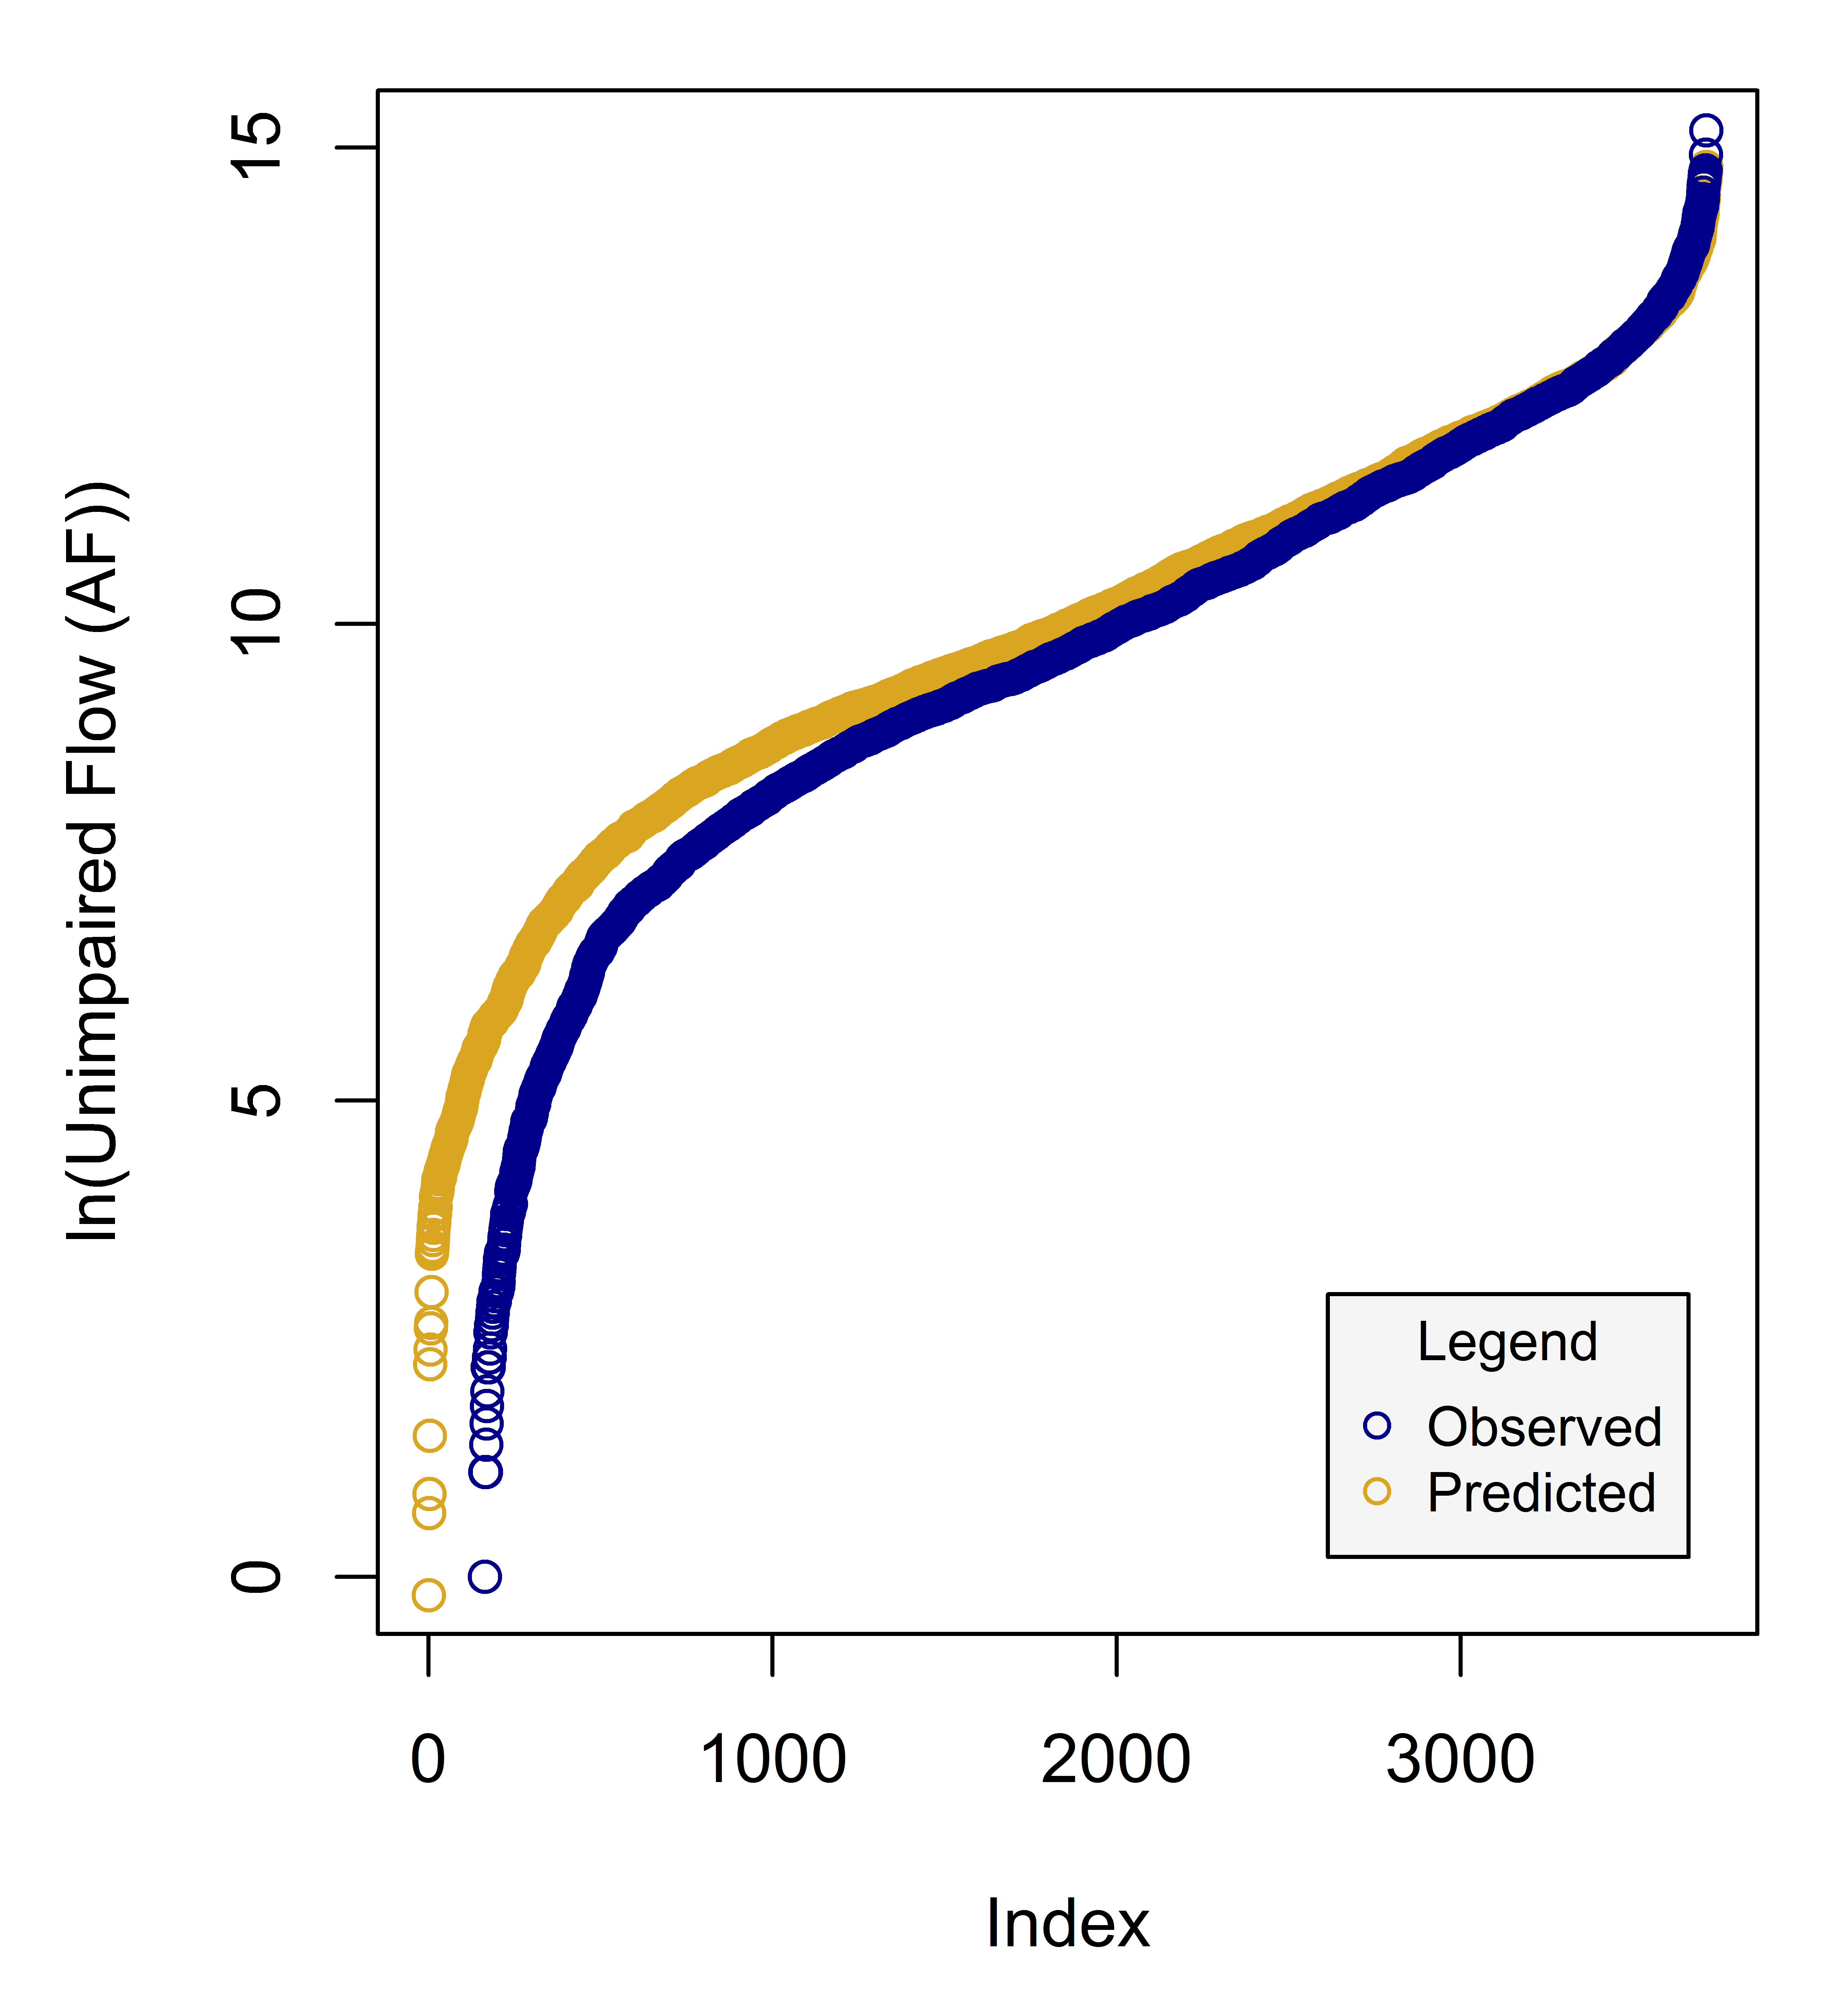 ln(Unimpaired Flow (AF))
15
10
5
0
Legend
Observed
Predicted
0 1000 2000 3000
Index